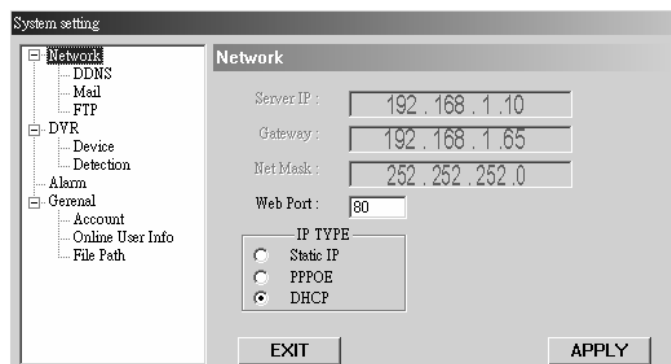 System setting
Network
DDNS
Mail
FTP
DVR
Device
Detection
Alarm
Gerenal
Account
Online User Info
File Path
Network
Server IP : 192 . 168 . 1 .10
Gateway : 192 . 168 . 1 .65
Net Mask : 252 . 252 . 252 .0
Web Port : 80
IP TYPE
Static IP
PPPOE
DHCP
EXIT APPLY